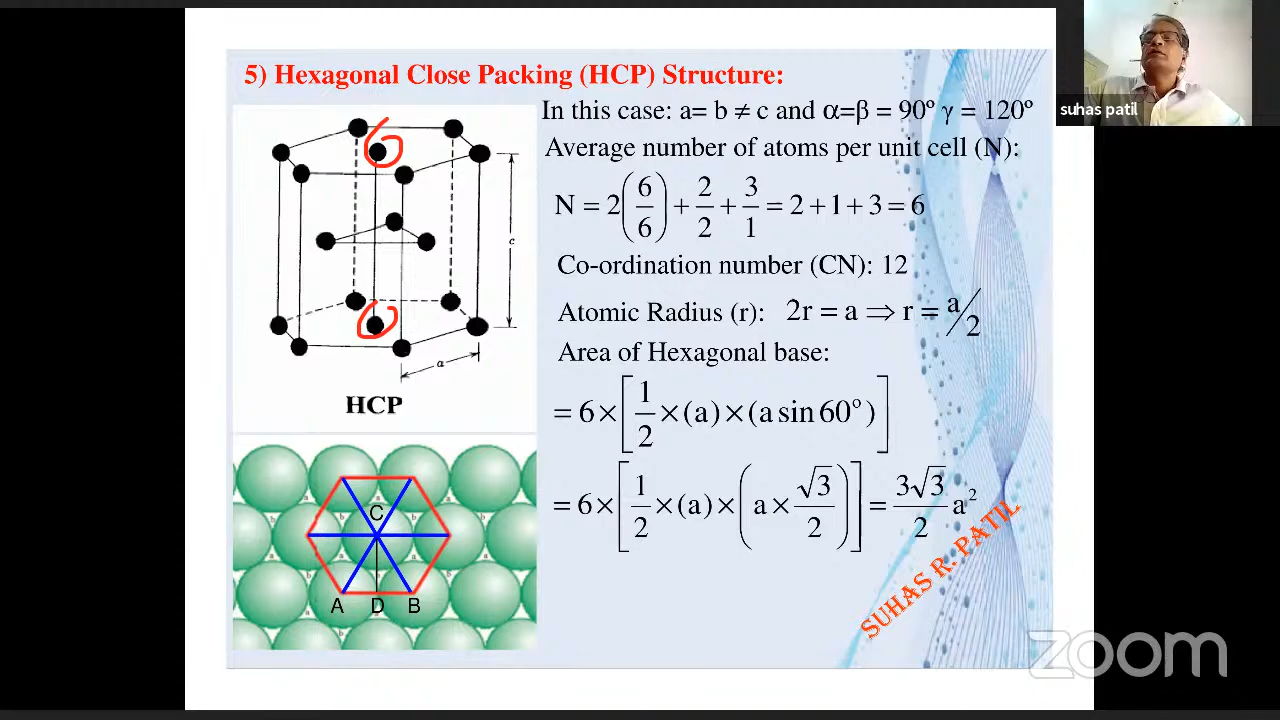 5) Hexagonal Close Packing (HCP) Structure:
suhas patil
In this case: a= b ≠ c and α=β = 90º γ = 120º
Average number of atoms per unit cell (N):
N = 2(6/6) + 2/2 + 3/1 = 2 + 1 + 3 = 6
Co-ordination number (CN): 12
Atomic Radius (r): 2r = a ⇒ r = a/2
Area of Hexagonal base:
= 6 × [1/2 × (a) × (a sin 60º)]
= 6 × [1/2 × (a) × (a × √3/2)] = 3√3/2 a²
c
a
HCP
C
A D B
SUHAS R. PATIL
zoom